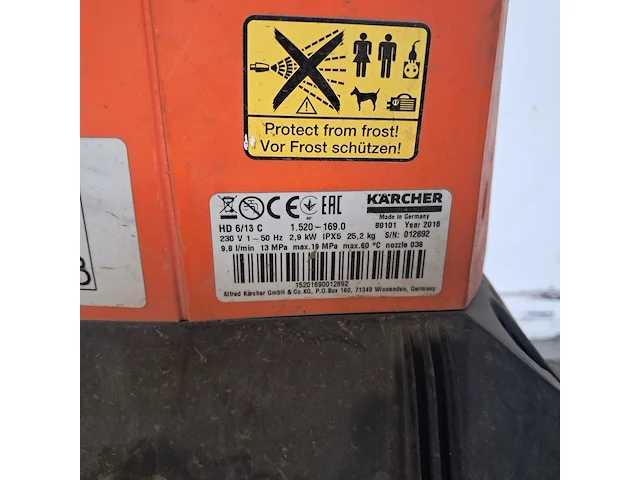 Protect from frost!
Vor Frost schützen!
CE EAC KÄRCHER
Made in Germany
HD 6/13 C 1.520-169.0 80101 Year 2018
230 V 1~ 50 Hz 2,9 kW IPX5 25,2 kg S/N: 012892
9,8 l/min 13 MPa max.19 MPa max.60 °C nozzle 038
15201690012892
Alfred Kärcher GmbH & Co.KG, P.O.Box 160, 71349 Winnenden, Germany